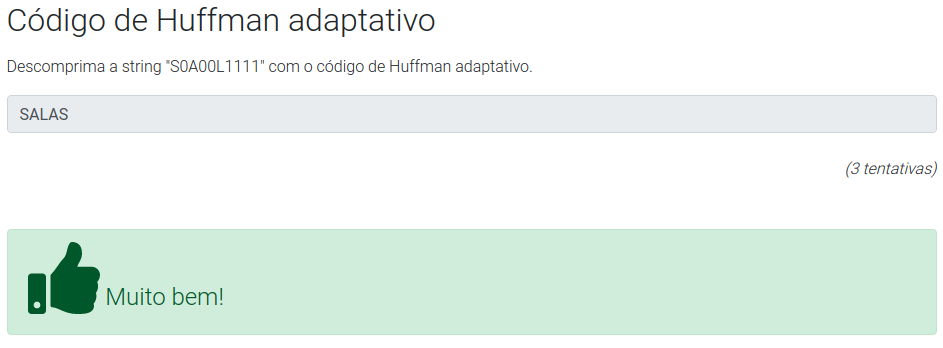 Código de Huffman adaptativo
Descomprima a string "S0A00L1111" com o código de Huffman adaptativo.
SALAS
(3 tentativas)
Muito bem!